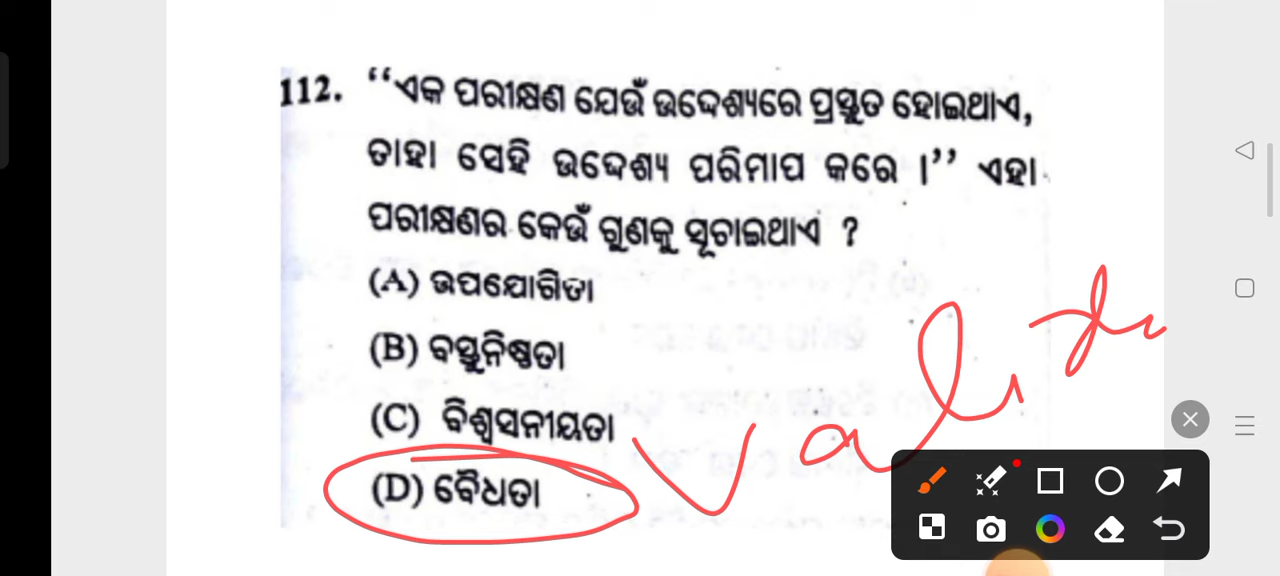 112. “ଏକ ପରୀକ୍ଷଣ ଯେଉଁ ଉଦ୍ଦେଶ୍ୟରେ ପ୍ରସ୍ତୁତ ହୋଇଥାଏ,
ତାହା ସେହି ଉଦ୍ଦେଶ୍ୟ ପରିମାପ କରେ ।” ଏହା
ପରୀକ୍ଷଣର କେଉଁ ଗୁଣକୁ ସୂଚାଇଥାଏ ?
(A) ଉପଯୋଗିତା
(B) ବସ୍ତୁନିଷ୍ଠତା
(C) ବିଶ୍ୱସନୀୟତା
(D) ବୈଧତା